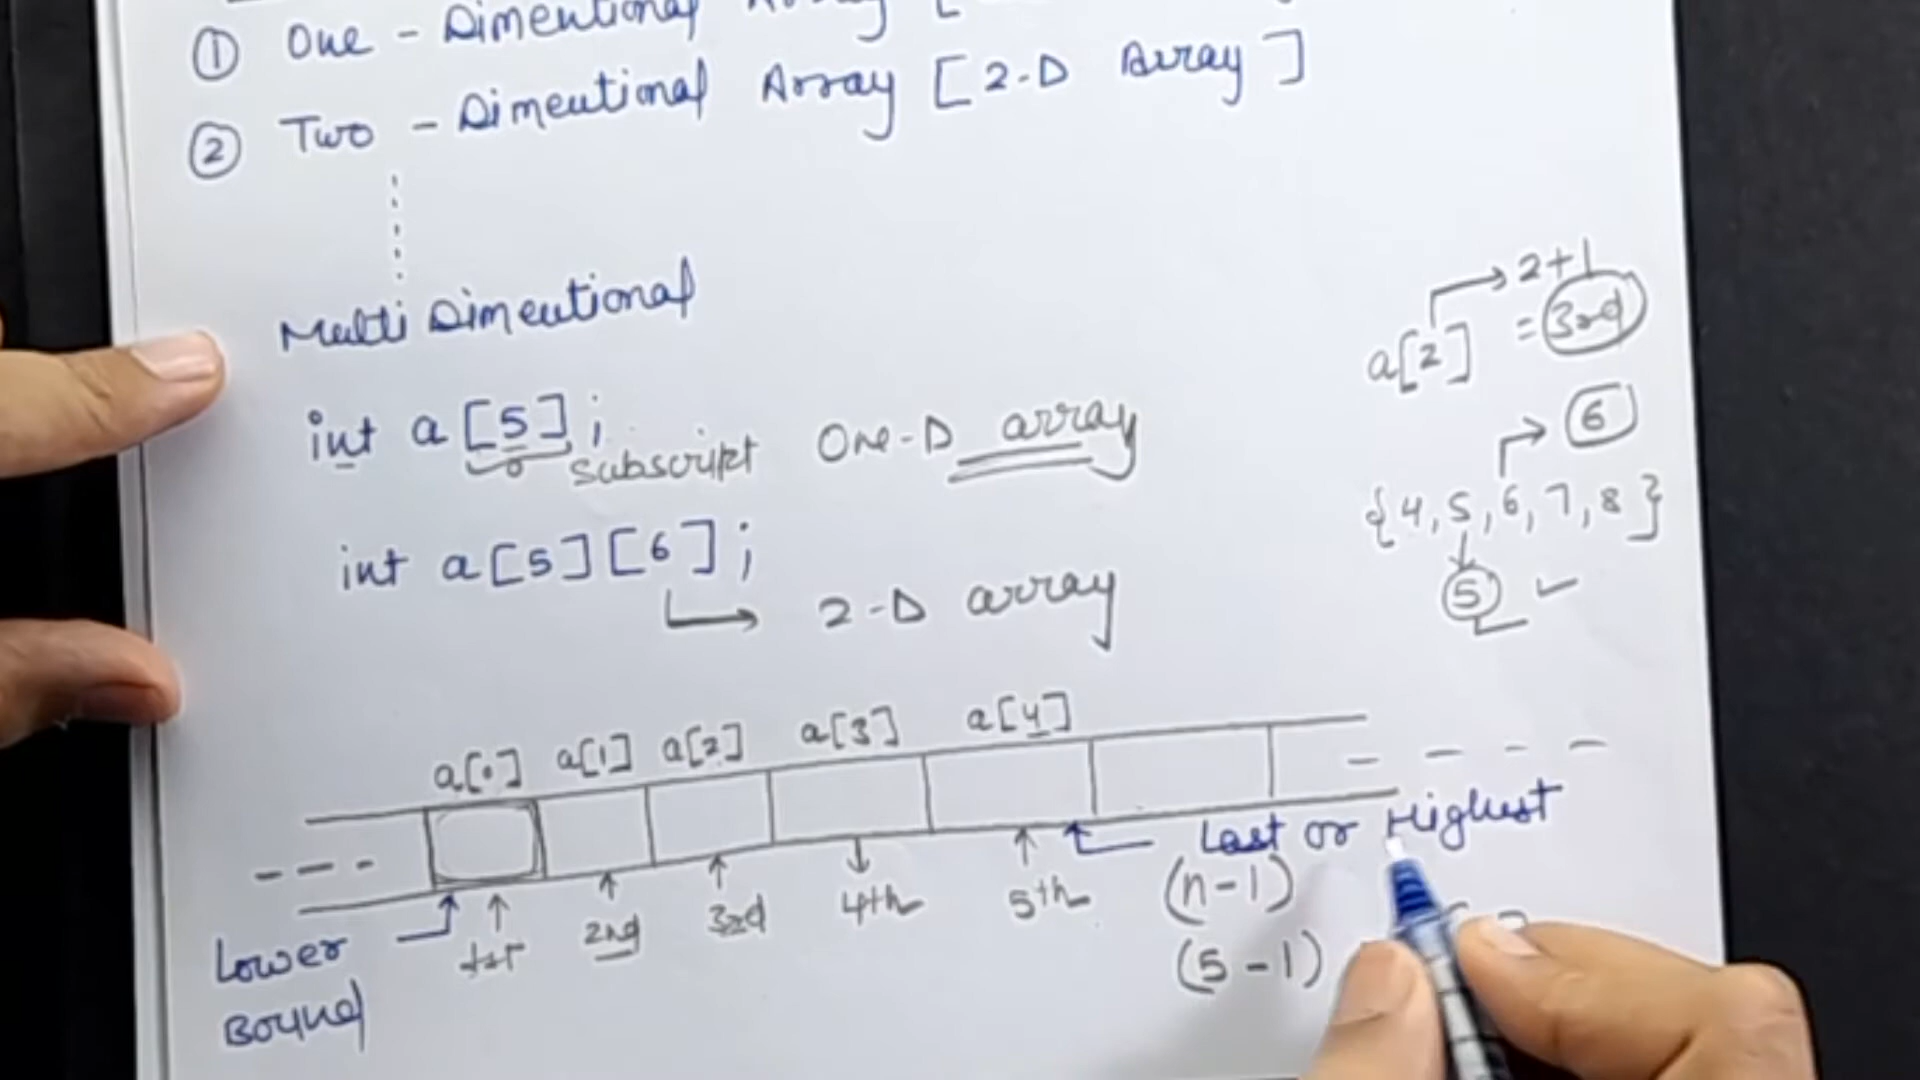 ① One - Dimentional Array [
② Two - Dimentional Array [2-D Array]
Multi Dimentional
2+1
a[2] = 3rd
int a[5];
Subscript One-D array
6
{4, 5, 6, 7, 8}
5
int a[5][6];
2-D array
a[0] a[1] a[2] a[3] a[4]
Last or Highest
1st 2nd 3rd 4th 5th
(n-1)
(5-1)
Lower
Bound